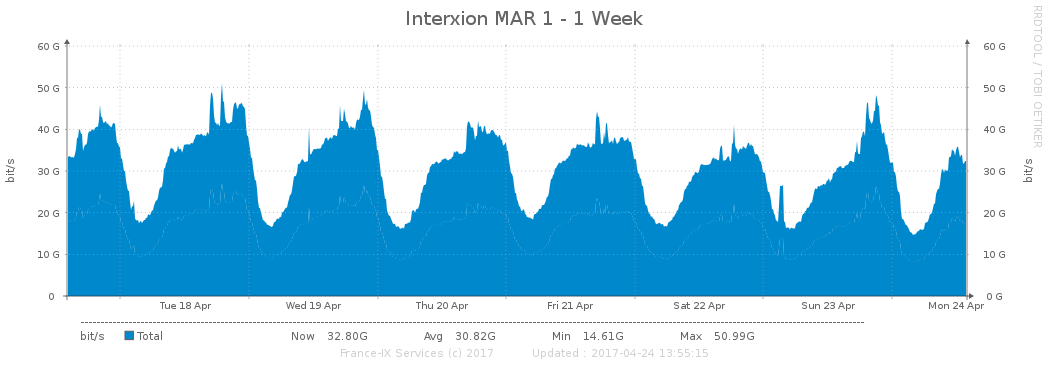 Interxion MAR 1 - 1 Week
RRDTOOL / TOBI OETIKER
60 G 60 G
50 G 50 G
40 G 40 G
30 G 30 G
20 G 20 G
10 G 10 G
0 0 G
bit/s bit/s
Tue 18 Apr Wed 19 Apr Thu 20 Apr Fri 21 Apr Sat 22 Apr Sun 23 Apr Mon 24 Apr
bit/s Total Now 32.80G Avg 30.82G Min 14.61G Max 50.99G
France-IX Services (c) 2017 Updated : 2017-04-24 13:55:15